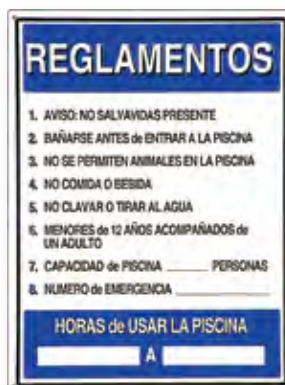 REGLAMENTOS
1. AVISO: NO SALVAVIDAS PRESENTE
2. BAÑARSE ANTES de ENTRAR A LA PISCINA
3. NO SE PERMITEN ANIMALES EN LA PISCINA
4. NO COMIDA O BEBIDA
5. NO CLAVAR O TIRAR AL AGUA
6. MENORES de 12 AÑOS ACOMPAÑADOS de
UN ADULTO
7. CAPACIDAD de PISCINA ______ PERSONAS
8. NUMERO de EMERGENCIA ____________
HORAS de USAR LA PISCINA
A